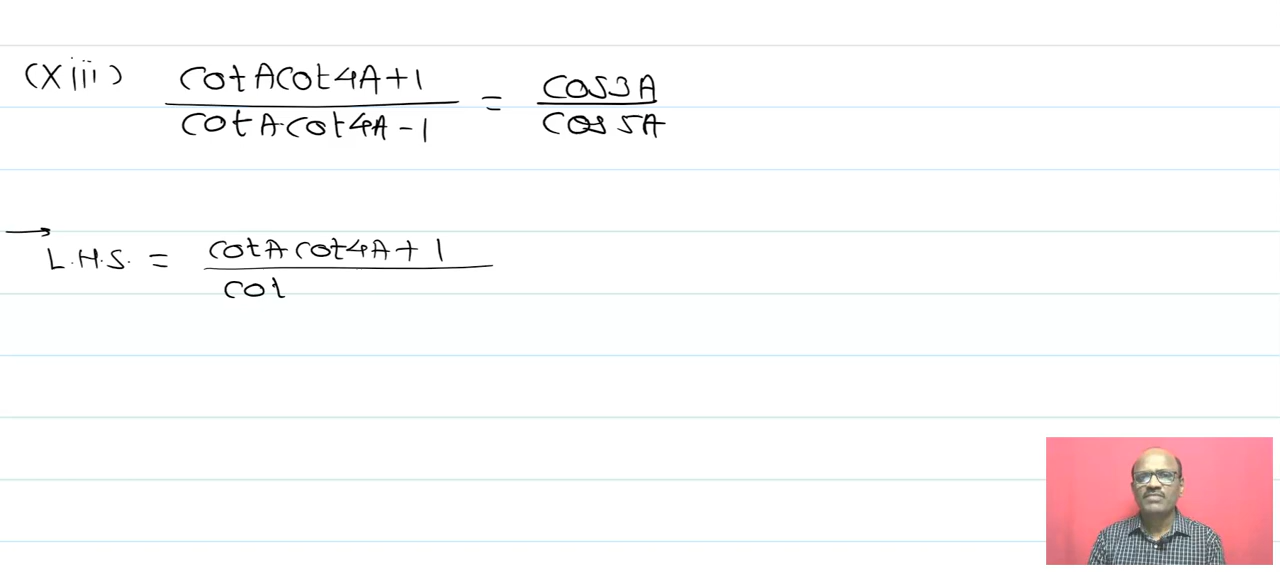 (xiii) cotAcot4A+1 = cos3A
cotAcot4A-1 cos5A
L.H.S. = cotAcot4A+1
cot